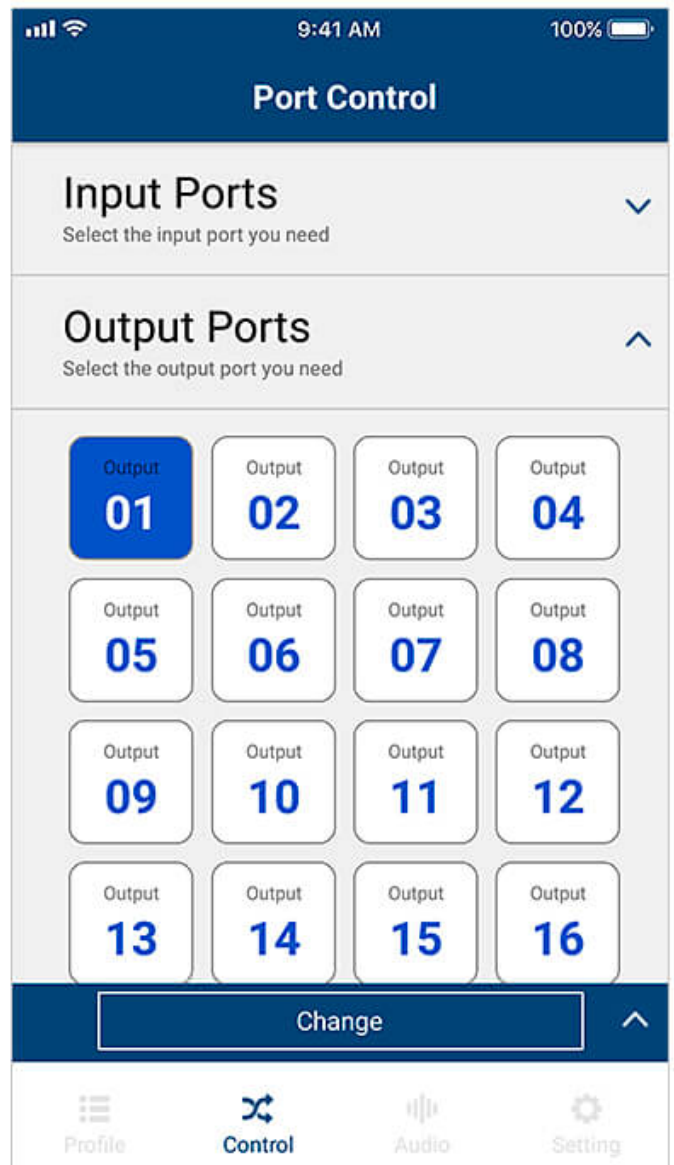 9:41 AM 100%
Port Control
Input Ports
Select the input port you need
Output Ports
Select the output port you need
Output Output Output Output
01 02 03 04
Output Output Output Output
05 06 07 08
Output Output Output Output
09 10 11 12
Output Output Output Output
13 14 15 16
Change
Profile Control Audio Setting